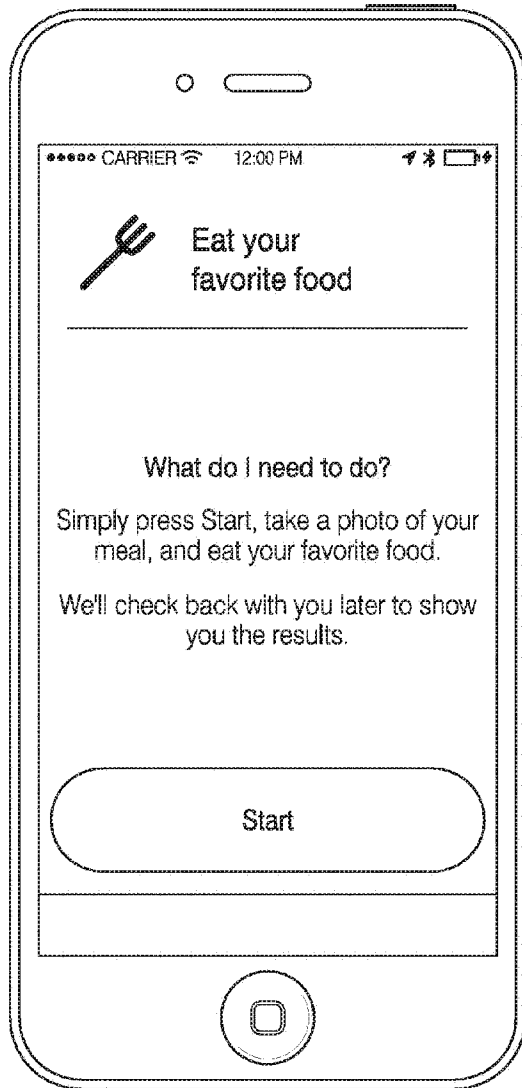 CARRIER 12:00 PM
Eat your
favorite food
What do I need to do?
Simply press Start, take a photo of your
meal, and eat your favorite food.
We'll check back with you later to show
you the results.
Start